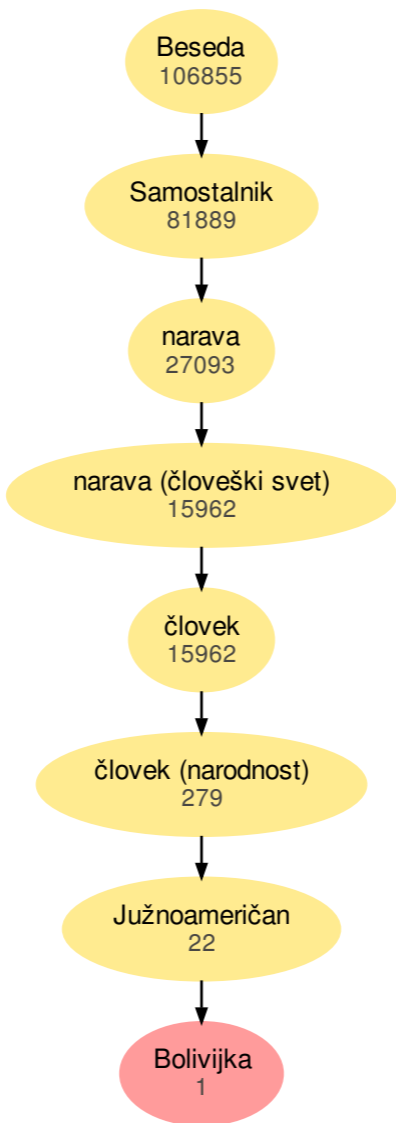 Beseda
106855
Samostalnik
81889
narava
27093
narava (človeški svet)
15962
človek
15962
človek (narodnost)
279
Južnoameričan
22
Bolivijka
1